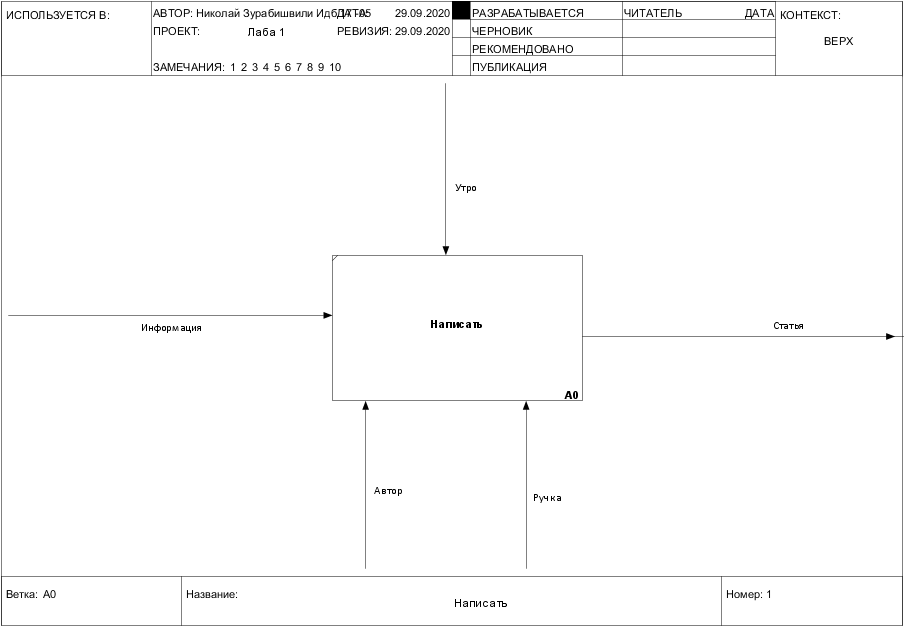 ИСПОЛЬЗУЕТСЯ В:
АВТОР: Николай Зурабишвили
29.09.2020
РАЗРАБАТЫВАЕТСЯ
ЧИТАТЕЛЬ
ДАТА
КОНТЕКСТ:
ПРОЕКТ: Лаба 1
РЕВИЗИЯ: 29.09.2020
ЧЕРНОВИК
ВЕРХ
РЕКОМЕНДОВАНО
ЗАМЕЧАНИЯ: 1 2 3 4 5 6 7 8 9 10
ПУБЛИКАЦИЯ
Утро
Информация
Написать
Статья
A0
Автор
Ручка
Ветка: A0
Название:
Написать
Номер: 1